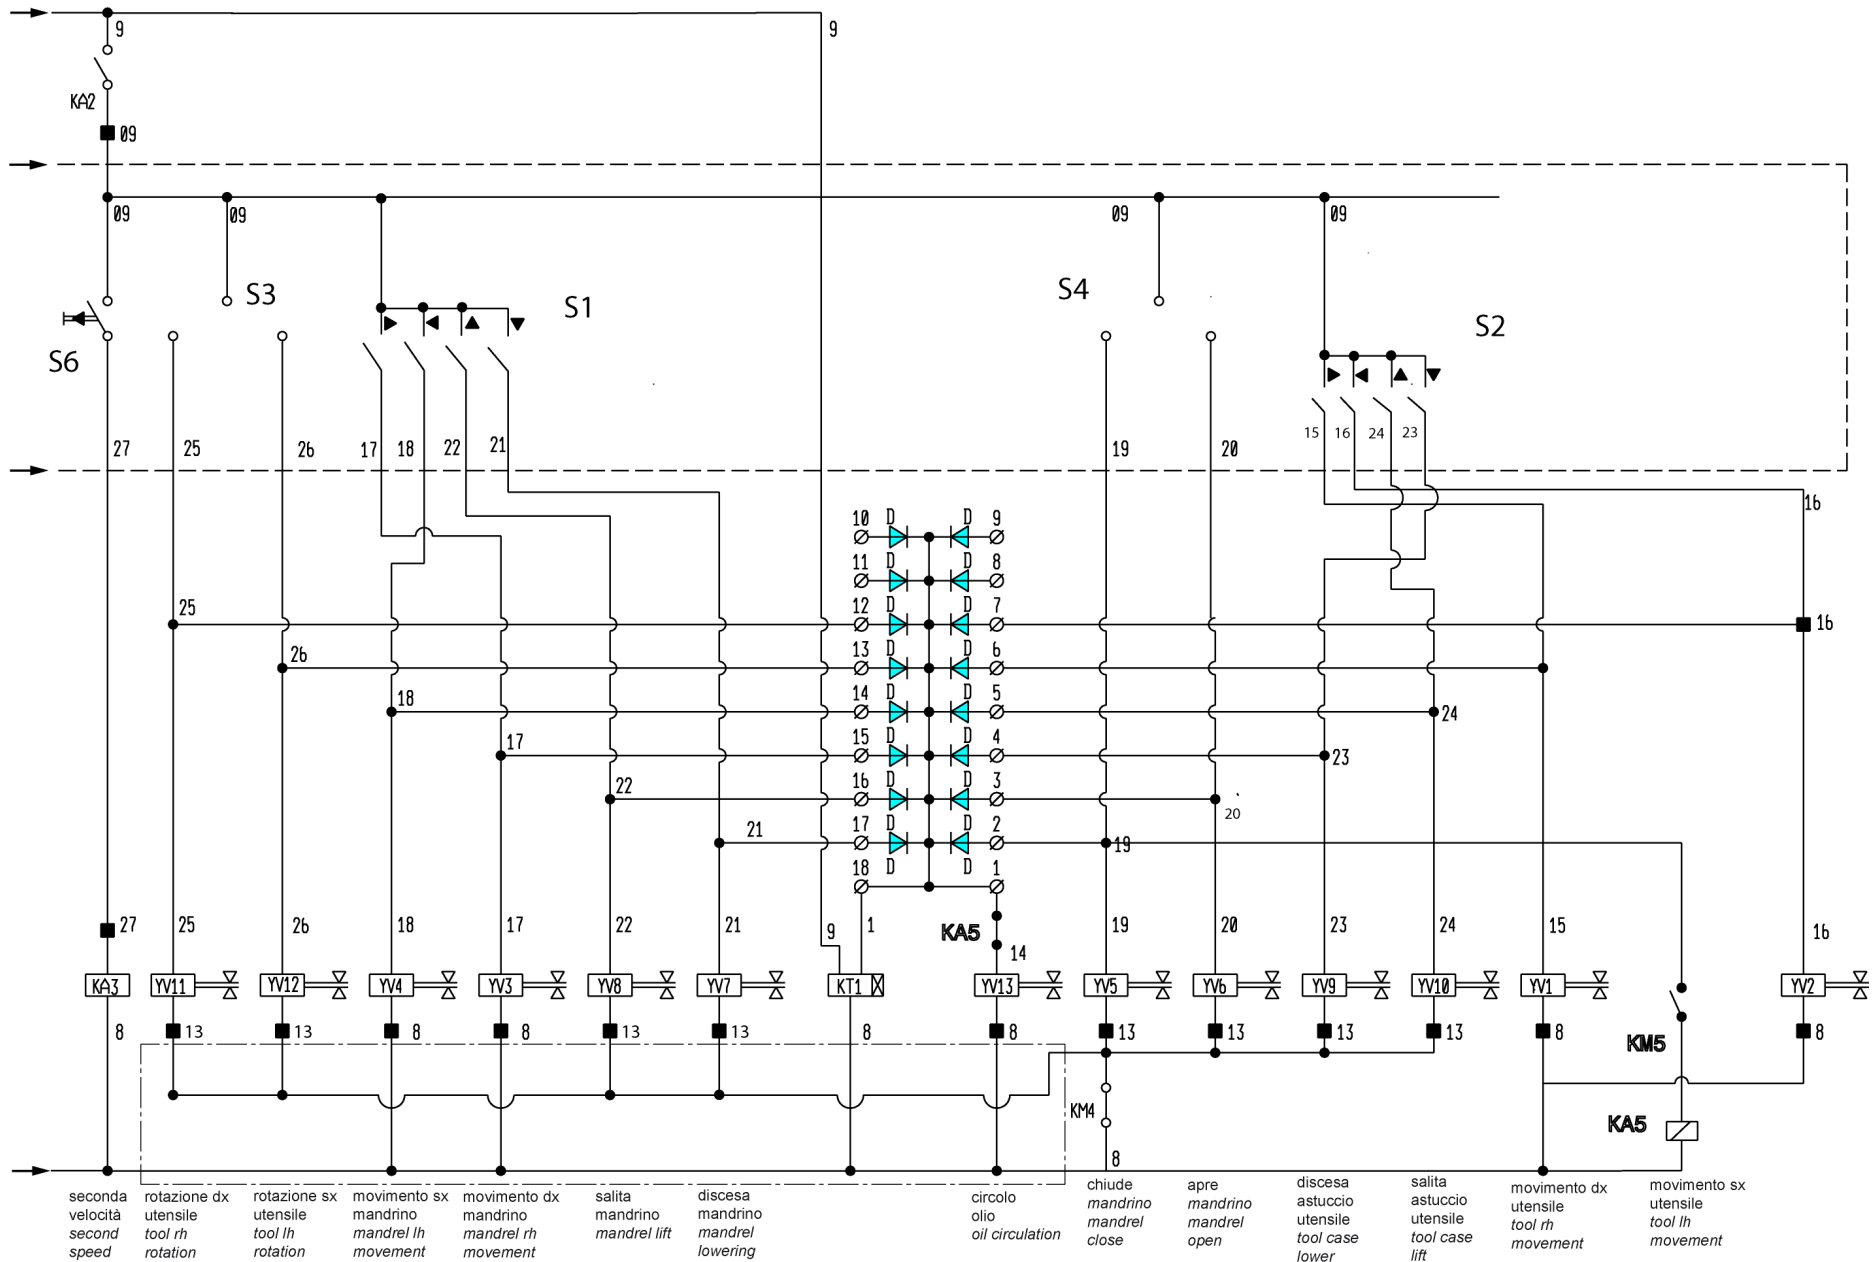 9 9
KA2
09
09 09 09 09
S3 S1 S4 S2
S6
15 16 24 23
27 25 26 17 18 22 21 19 20
16
10 D D 9
11 D D 8
25 12 D D 7 16
26 13 D D 6
18 14 D D 5 24
17 15 D D 4 23
22 16 D D 3 20
21 17 D D 2 19
18 D D 1
27 25 26 18 17 22 21 9 1 KA5 14 19 20 23 24 15 16
KA3 YV11 YV12 YV4 YV3 YV8 YV7 KT1 YV13 YV5 YV6 YV9 YV10 YV1 YV2
8 13 13 8 8 13 13 8 8 13 13 13 13 8 KM5 8
KM4 KA5
8
seconda
velocità
second
speed
rotazione dx
utensile
tool rh
rotation
rotazione sx
utensile
tool lh
rotation
movimento sx
mandrino
mandrel lh
movement
movimento dx
mandrino
mandrel rh
movement
salita
mandrino
mandrel lift
discesa
mandrino
mandrel
lowering
circolo
olio
oil circulation
chiude
mandrino
mandrel
close
apre
mandrino
mandrel
open
discesa
astuccio
utensile
tool case
lower
salita
astuccio
utensile
tool case
lift
movimento dx
utensile
tool rh
movement
movimento sx
utensile
tool lh
movement